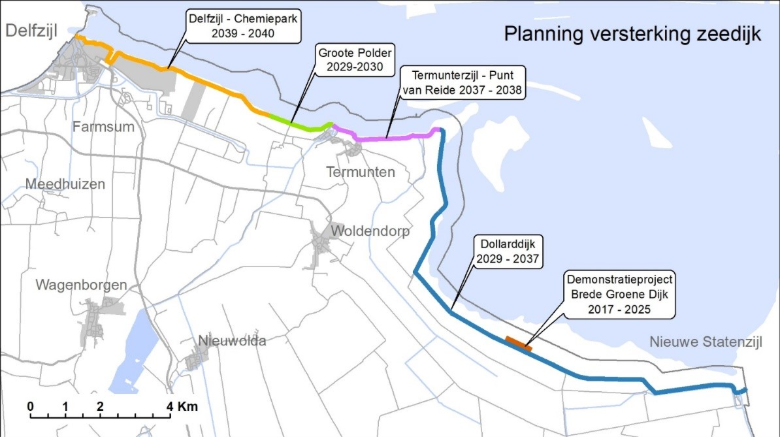 Planning versterking zeedijk
Delfzijl
Delfzijl - Chemiepark
2039 - 2040
Groote Polder
2029-2030
Termunterzijl - Punt
van Reide 2037 - 2038
Farmsum
Termunten
Meedhuizen
Woldendorp
Dollarddijk
2029 - 2037
Demonstratieproject
Brede Groene Dijk
2017 - 2025
Wagenborgen
Nieuwolda
Nieuwe Statenzijl
0 1 2 4 Km